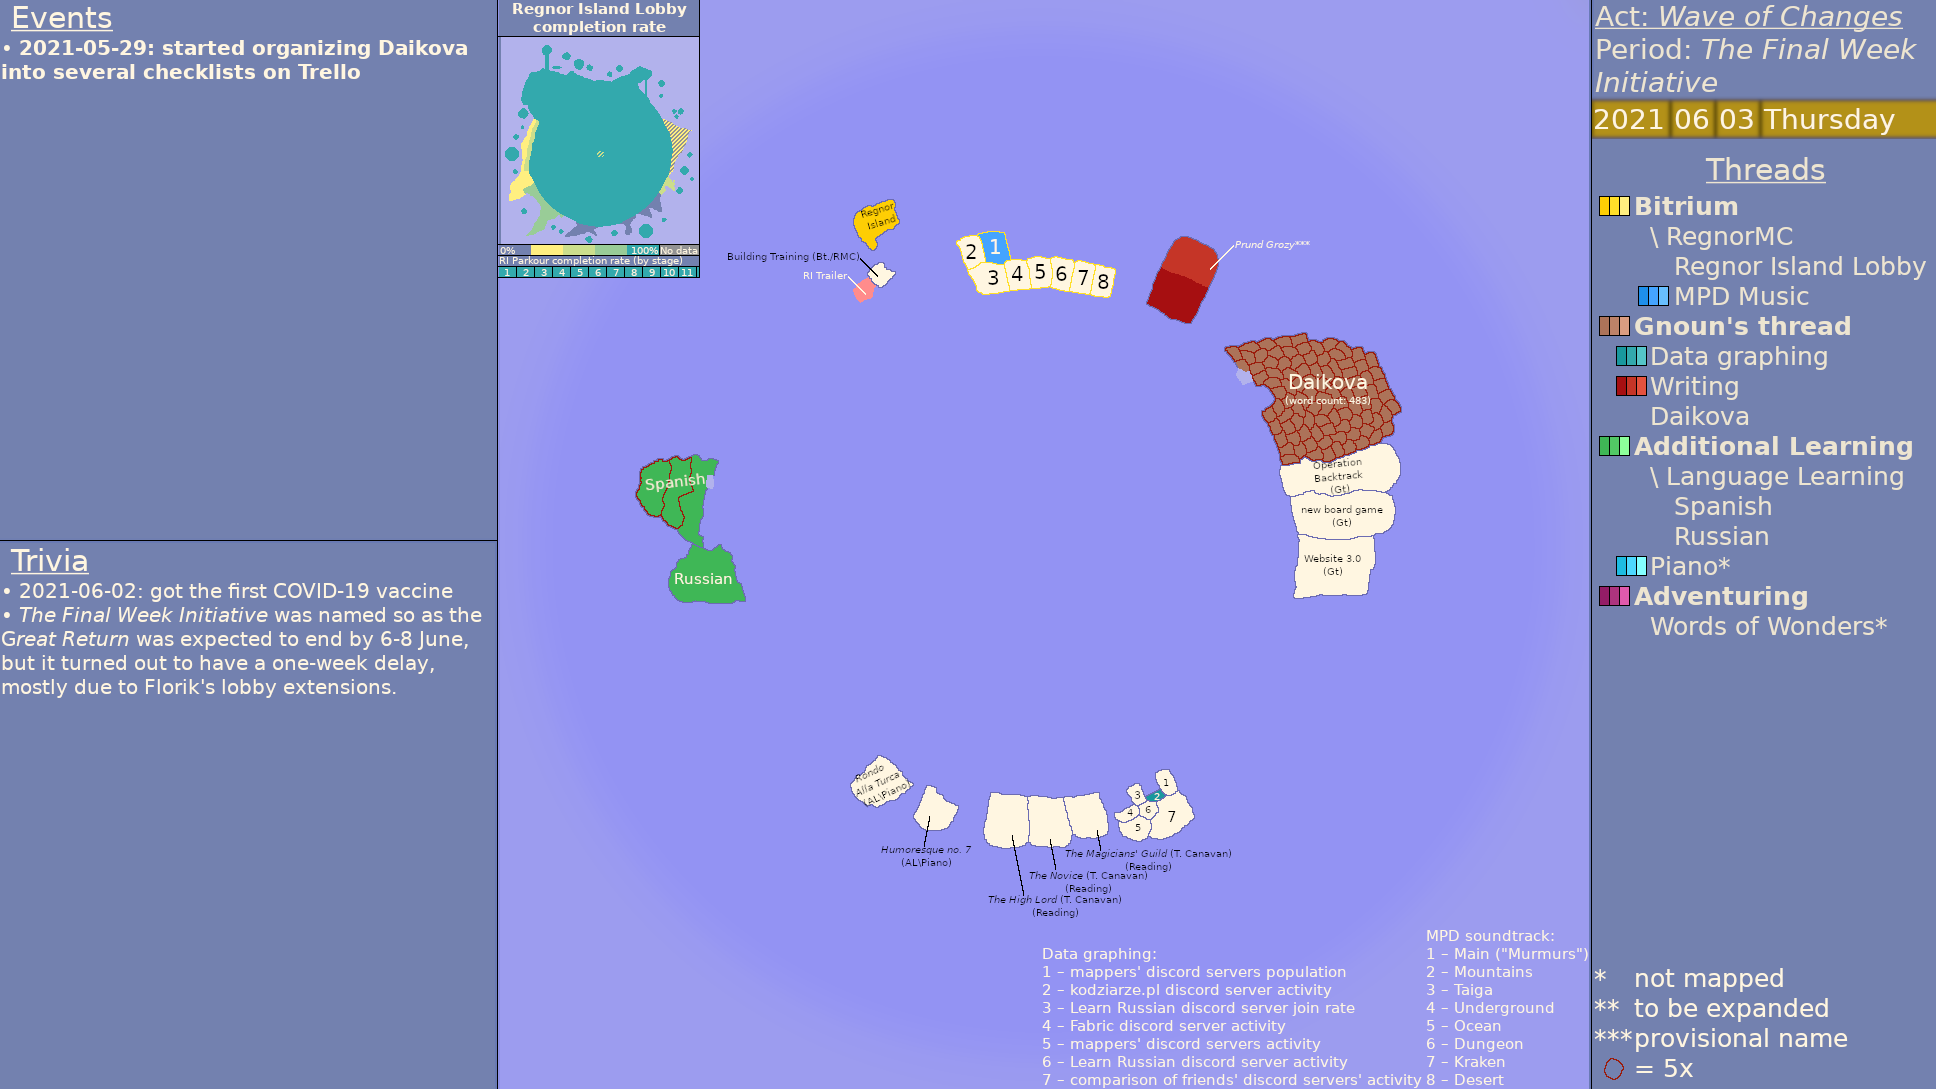 Events
• 2021-05-29: started organizing Daikova
into several checklists on Trello
Trivia
• 2021-06-02: got the first COVID-19 vaccine
• The Final Week Initiative was named so as the
Great Return was expected to end by 6-8 June,
but it turned out to have a one-week delay,
mostly due to Florik's lobby extensions.
Regnor Island Lobby
completion rate
0% 100% No data
RI Parkour completion rate (by stage)
1 2 3 4 5 6 7 8 9 10 11
Regnor
Island
Building Training (Bt./RMC)
RI Trailer
2 1
3 4 5 6 7 8
Prund Grozy***
Daikova
(word count: 483)
Operation
Backtrack
(Gt)
new board game
(Gt)
Website 3.0
(Gt)
Spanish
Russian
Rondo
Alla Turca
(AL\Piano)
Humoresque no. 7
(AL\Piano)
The Magicians' Guild (T. Canavan)
(Reading)
The Novice (T. Canavan)
(Reading)
The High Lord (T. Canavan)
(Reading)
1
3 2
4 6 7
5
Data graphing:
1 – mappers' discord servers population
2 – kodziarze.pl discord server activity
3 – Learn Russian discord server join rate
4 – Fabric discord server activity
5 – mappers' discord servers activity
6 – Learn Russian discord server activity
7 – comparison of friends' discord servers' activity
MPD soundtrack:
1 – Main ("Murmurs")
2 – Mountains
3 – Taiga
4 – Underground
5 – Ocean
6 – Dungeon
7 – Kraken
8 – Desert
Act: Wave of Changes
Period: The Final Week
Initiative
2021 06 03 Thursday
Threads
Bitrium
\ RegnorMC
Regnor Island Lobby
MPD Music
Gnoun's thread
Data graphing
Writing
Daikova
Additional Learning
\ Language Learning
Spanish
Russian
Piano*
Adventuring
Words of Wonders*
* not mapped
** to be expanded
*** provisional name
= 5x